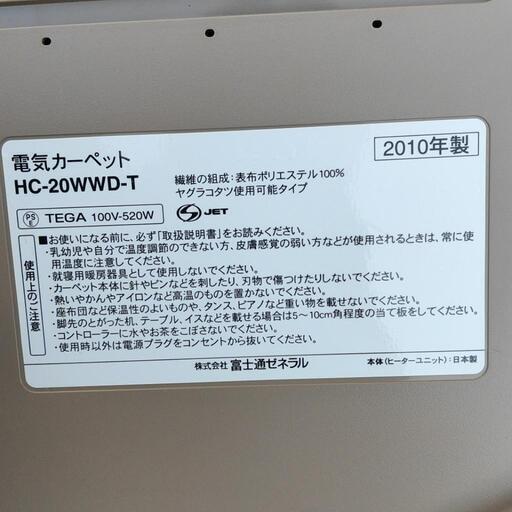 電気カーペット
2010年製
HC-20WWD-T
繊維の組成:表布ポリエステル100%
ヤグラコタツ使用可能タイプ
PS E TEGA 100V-520W
S JET
使用上のご注意
■お使いになる前に、必ず「取扱説明書」をお読みください。
・乳幼児や自分で温度調節のできない方、皮膚感覚の弱い方などが使用されるときは、常に使
用温度に注意してください。
・就寝用暖房器具として使用しないでください。
・カーペット本体に針やピンなどを刺したり、刃物で傷つけたりしないでください。
・熱いやかんやアイロンなど高温のものを置かないでください。
・座布団など保温性のよいものや、タンス、ピアノなど重い物を載せないでください。
・脚先のとがった机、テーブル、イスなどを載せる場合は5〜10cm角程度の当て板をしてください。
・コントローラーに水やお茶をこぼさないでください。
・使用時以外は電源プラグをコンセントから抜いてください。
株式会社 富士通ゼネラル
本体(ヒーターユニット):日本製